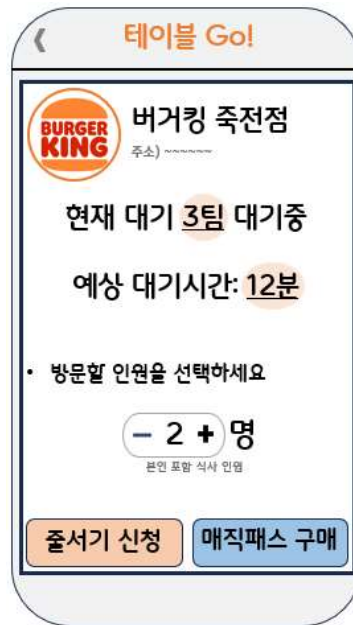 테이블 Go!
BURGER
KING
버거킹 죽전점
주소) ~~~~~~
현재 대기 3팀 대기중
예상 대기시간: 12분
• 방문할 인원을 선택하세요
− 2 + 명
본인 포함 식사 인원
줄서기 신청
매직패스 구매